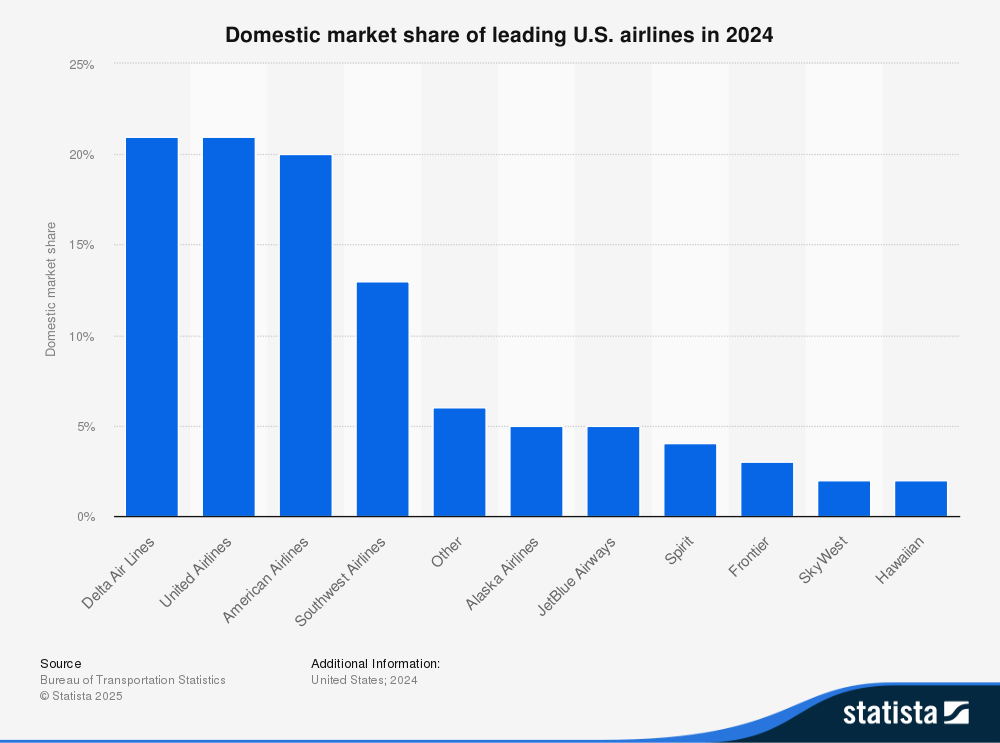 Domestic market share of leading U.S. airlines in 2024
Domestic market share
25%
20%
15%
10%
5%
0%
Delta Air Lines
United Airlines
American Airlines
Southwest Airlines
Other
Alaska Airlines
JetBlue Airways
Spirit
Frontier
SkyWest
Hawaiian
Source
Bureau of Transportation Statistics
© Statista 2025
Additional Information:
United States; 2024
statista